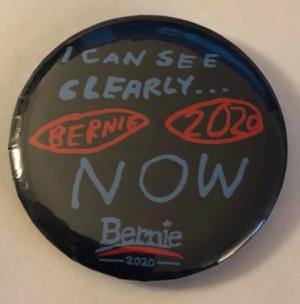 I CAN SEE
CLEARLY...
BERNIE 2020
NOW
Bernie
2020